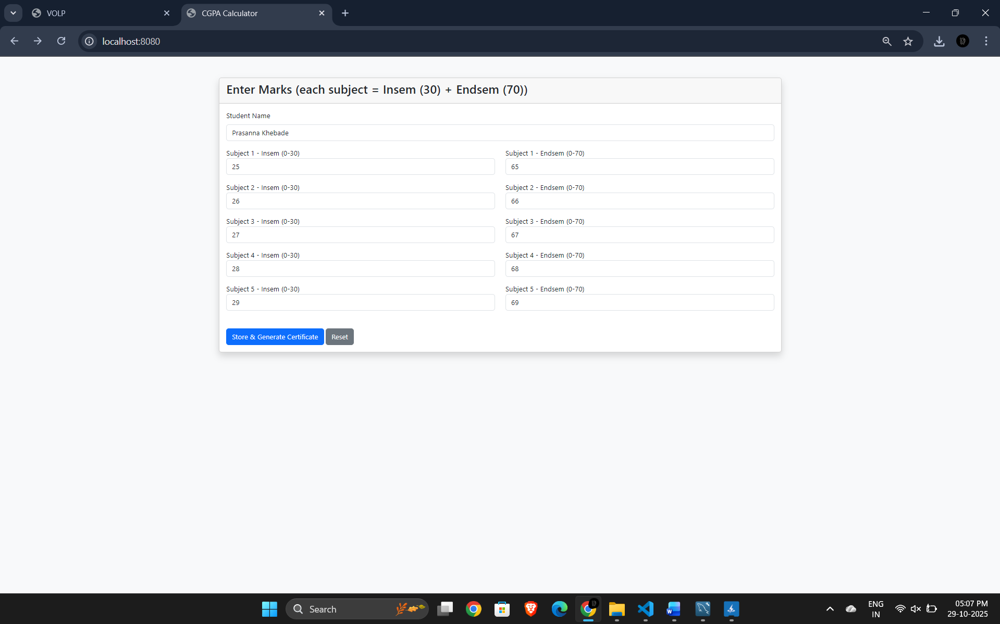 VOLP
CGPA Calculator
localhost:8080
Enter Marks (each subject = Insem (30) + Endsem (70))
Student Name
Prasanna Khebade
Subject 1 - Insem (0-30)
Subject 1 - Endsem (0-70)
25
65
Subject 2 - Insem (0-30)
Subject 2 - Endsem (0-70)
26
66
Subject 3 - Insem (0-30)
Subject 3 - Endsem (0-70)
27
67
Subject 4 - Insem (0-30)
Subject 4 - Endsem (0-70)
28
68
Subject 5 - Insem (0-30)
Subject 5 - Endsem (0-70)
29
69
Store & Generate Certificate
Reset
Search
ENG
IN
05:07 PM
29-10-2025